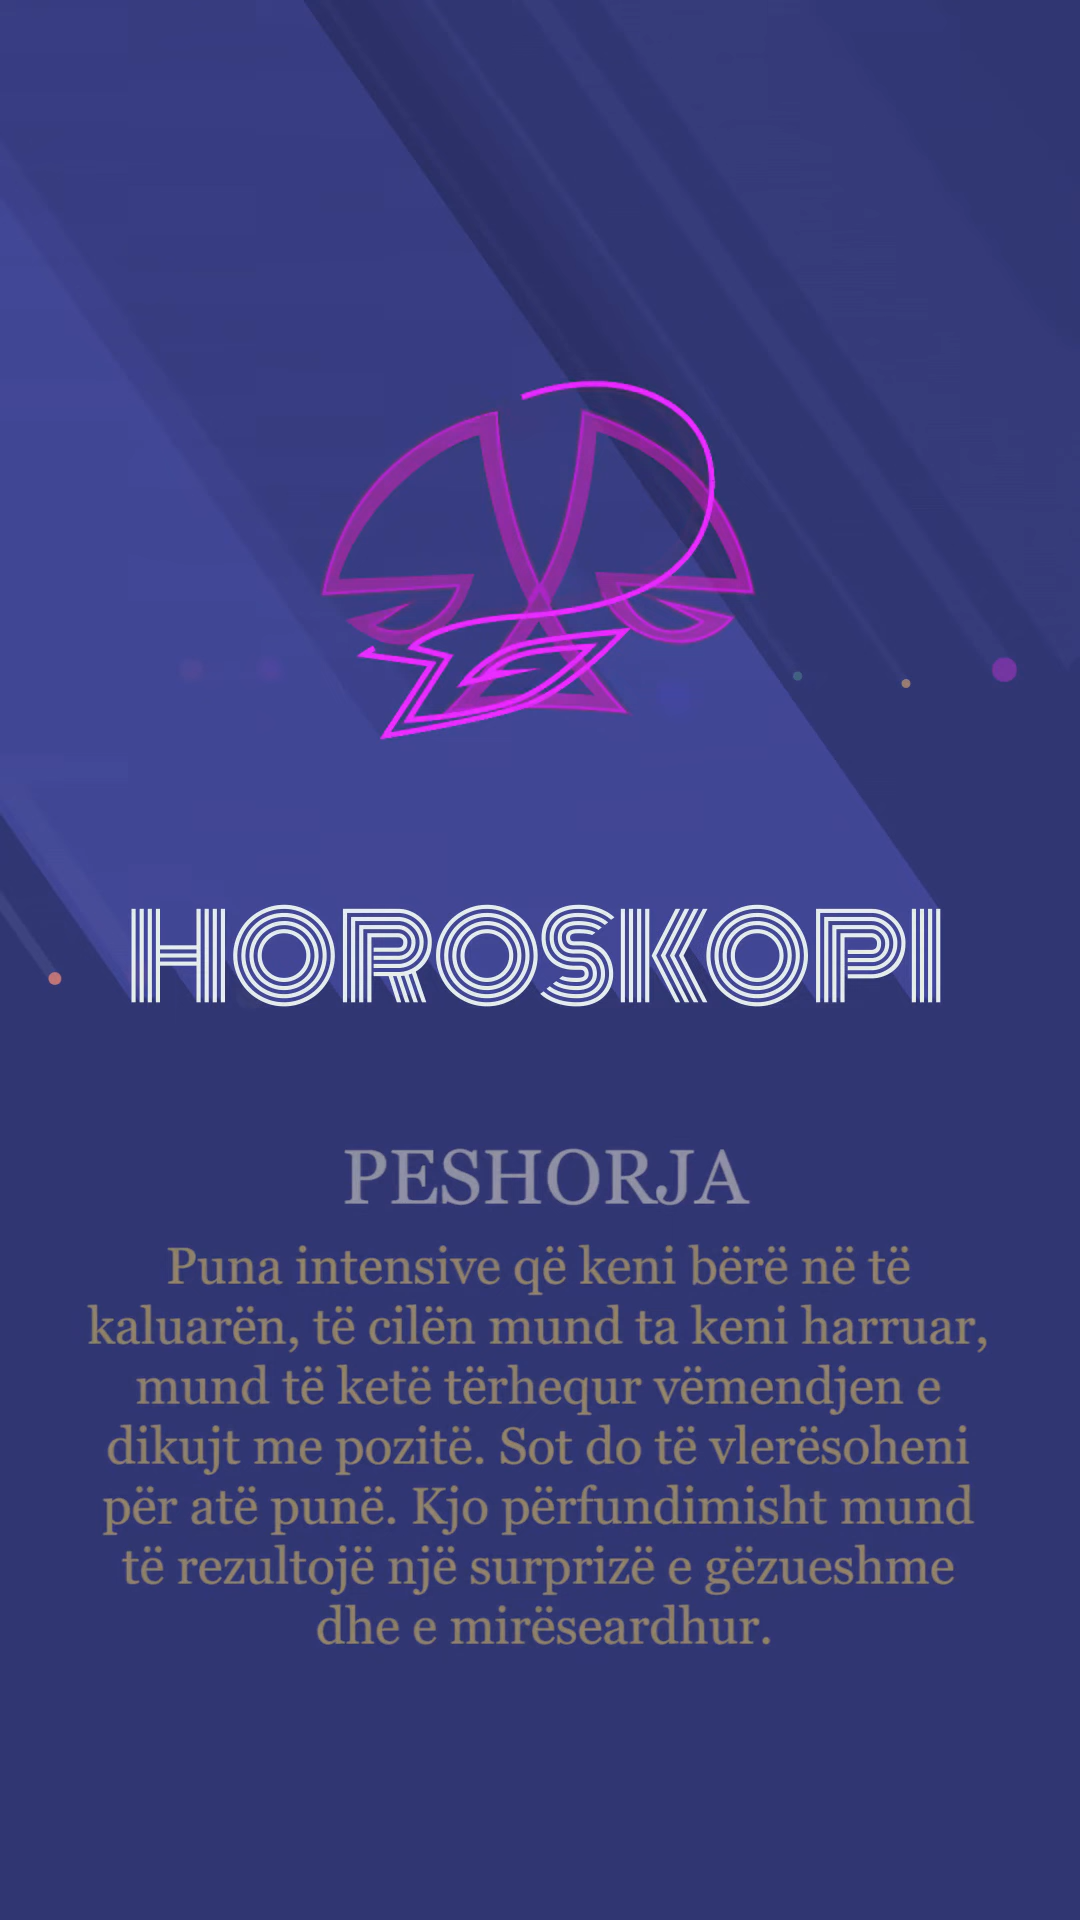 HOROSKOPI
PESHORJA
Puna intensive që keni bërë në të
kaluarën, të cilën mund ta keni harruar,
mund të ketë tërhequr vëmendjen e
dikujt me pozitë. Sot do të vlerësoheni
për atë punë. Kjo përfundimisht mund
të rezultojë një surprizë e gëzueshme
dhe e mirëseardhur.